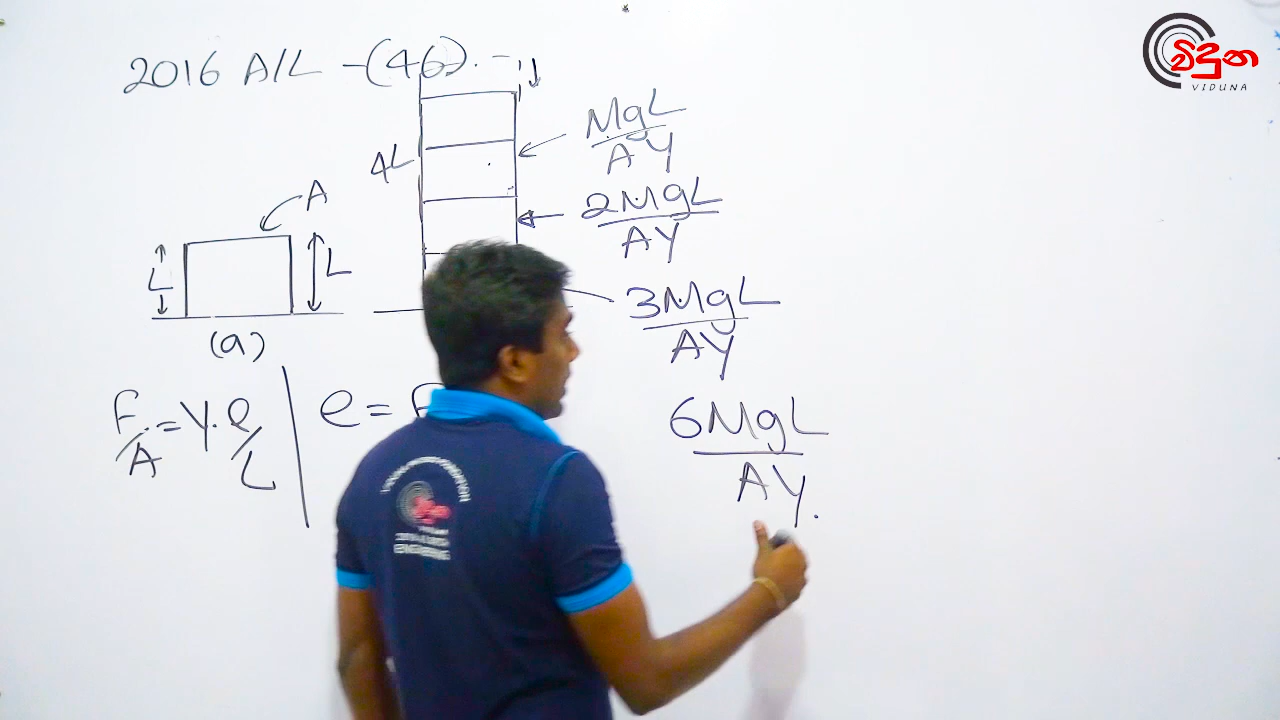 2016 A/L - (46). -
MgL
AY
4L
2MgL
AY
A
L
L
3MgL
AY
(a)
F/A = Y.e/L
e =
6MgL
AY.
විදුන
VIDUNA